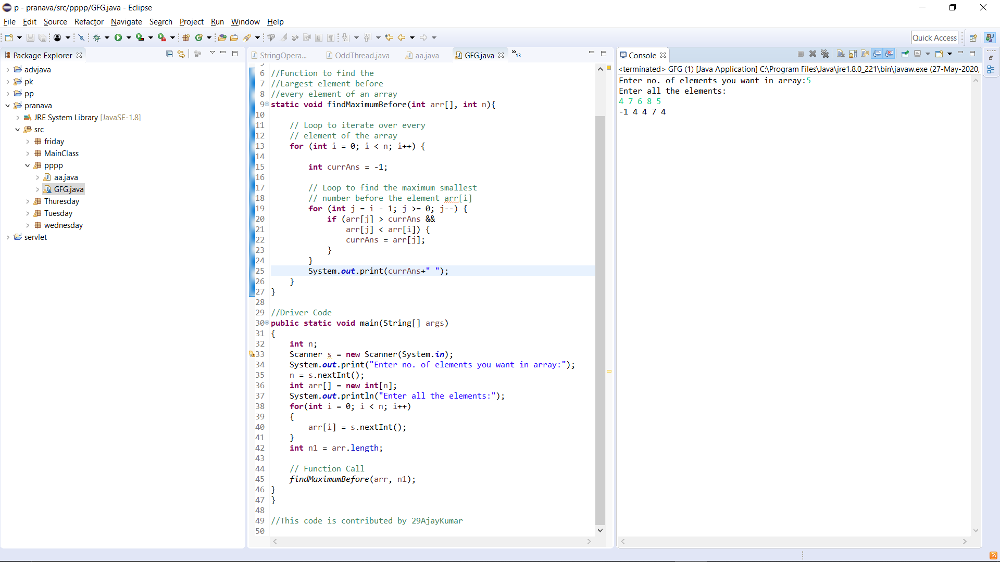 p - pranava/src/pppp/GFG.java - Eclipse
File Edit Source Refactor Navigate Search Project Run Window Help
Quick Access
Package Explorer
advjava
pk
pp
pranava
JRE System Library [JavaSE-1.8]
src
friday
MainClass
pppp
aa.java
GFG.java
Thuresday
Tuesday
wednesday
servlet
StringOpera... OddThread.java aa.java GFG.java »13
6 //Function to find the
7 //Largest element before
8 //every element of an array
9 static void findMaximumBefore(int arr[], int n){
10
11 // Loop to iterate over every
12 // element of the array
13 for (int i = 0; i < n; i++) {
14
15 int currAns = -1;
16
17 // Loop to find the maximum smallest
18 // number before the element arr[i]
19 for (int j = i - 1; j >= 0; j--) {
20 if (arr[j] > currAns &&
21 arr[j] < arr[i]) {
22 currAns = arr[j];
23 }
24 }
25 System.out.print(currAns+" ");
26 }
27 }
28
29 //Driver Code
30 public static void main(String[] args)
31 {
32 int n;
33 Scanner s = new Scanner(System.in);
34 System.out.print("Enter no. of elements you want in array:");
35 n = s.nextInt();
36 int arr[] = new int[n];
37 System.out.println("Enter all the elements:");
38 for(int i = 0; i < n; i++)
39 {
40 arr[i] = s.nextInt();
41 }
42 int n1 = arr.length;
43
44 // Function Call
45 findMaximumBefore(arr, n1);
46 }
47 }
48
49 //This code is contributed by 29AjayKumar
50
Console
<terminated> GFG (1) [Java Application] C:\Program Files\Java\jre1.8.0_221\bin\javaw.exe (27-May-2020,
Enter no. of elements you want in array:5
Enter all the elements:
4 7 6 8 5
-1 4 4 7 4